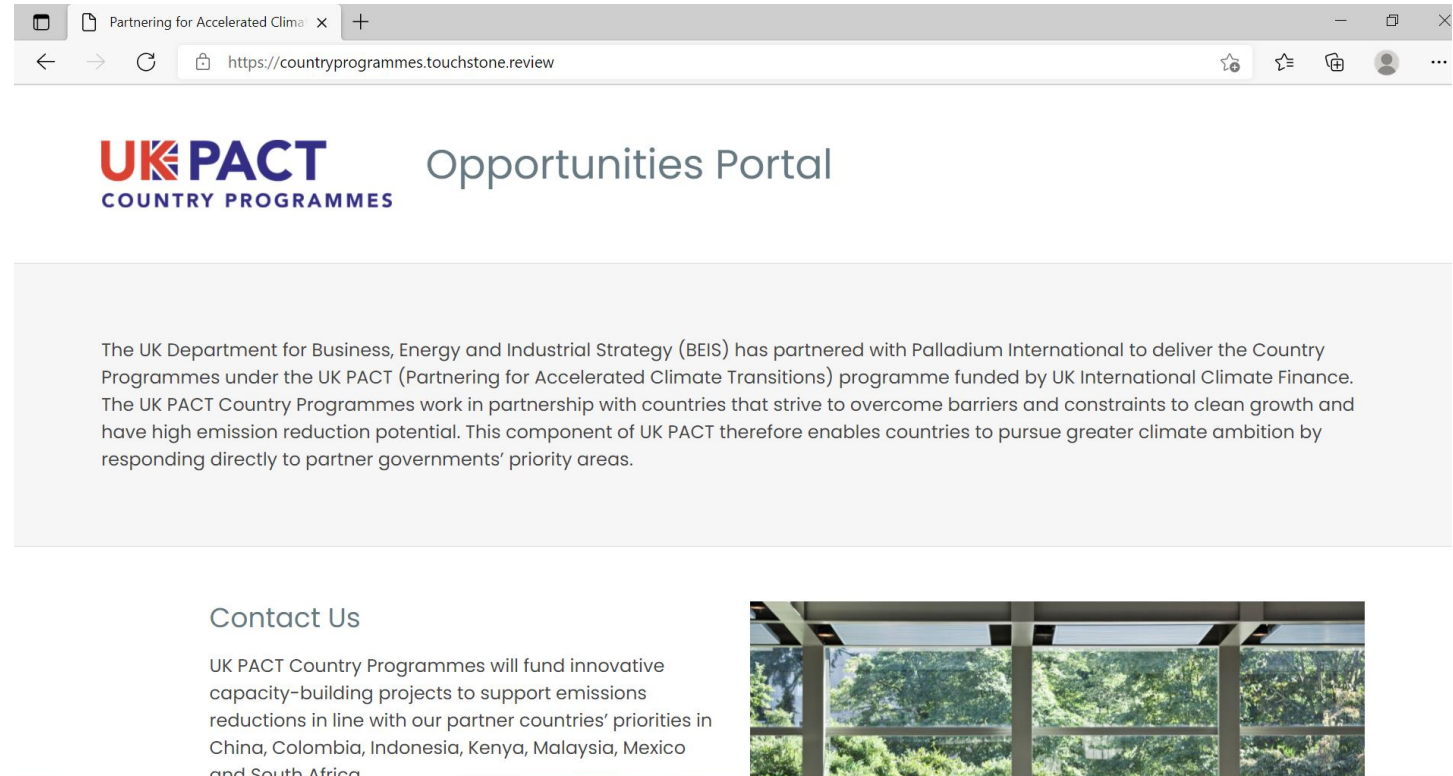 Partnering for Accelerated Clima
https://countryprogrammes.touchstone.review
UK PACT
COUNTRY PROGRAMMES
Opportunities Portal
The UK Department for Business, Energy and Industrial Strategy (BEIS) has partnered with Palladium International to deliver the Country
Programmes under the UK PACT (Partnering for Accelerated Climate Transitions) programme funded by UK International Climate Finance.
The UK PACT Country Programmes work in partnership with countries that strive to overcome barriers and constraints to clean growth and
have high emission reduction potential. This component of UK PACT therefore enables countries to pursue greater climate ambition by
responding directly to partner governments’ priority areas.
Contact Us
UK PACT Country Programmes will fund innovative
capacity-building projects to support emissions
reductions in line with our partner countries’ priorities in
China, Colombia, Indonesia, Kenya, Malaysia, Mexico
and South Africa